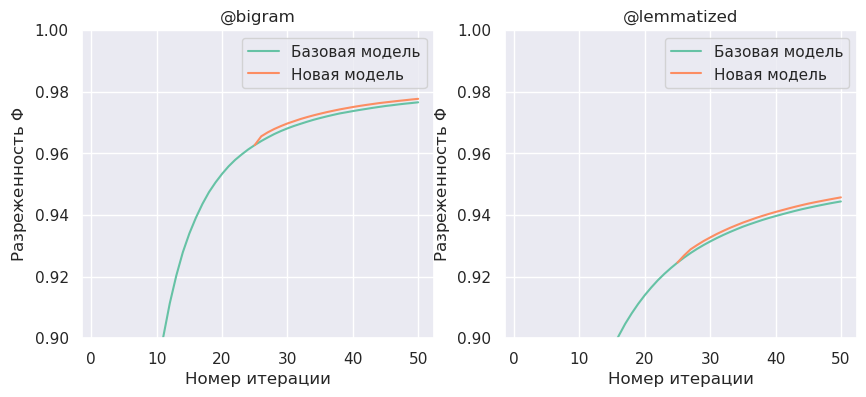 @bigram
Разреженность Φ
1.00
0.98
0.96
0.94
0.92
0.90
Базовая модель
Новая модель
0
10
20
30
40
50
Номер итерации
@lemmatized
Разреженность Φ
1.00
0.98
0.96
0.94
0.92
0.90
Базовая модель
Новая модель
0
10
20
30
40
50
Номер итерации